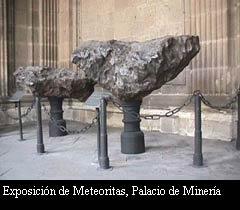 Exposición de Meteoritas, Palacio de Minería